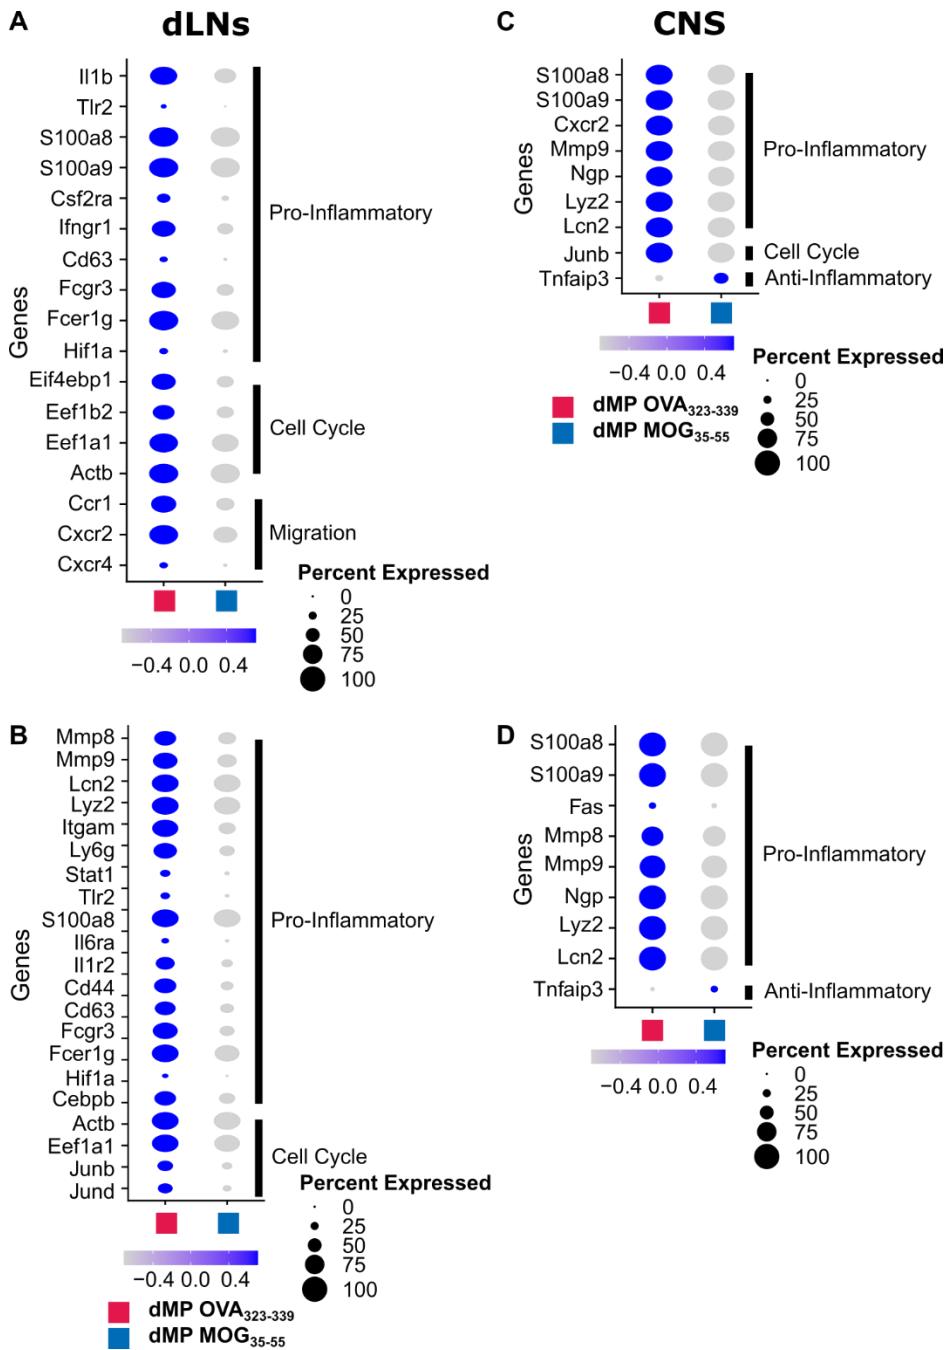 A
dLNs
Il1b
Tlr2
S100a8
S100a9
Csf2ra
Ifngr1
Cd63
Fcgr3
Fcer1g
Hif1a
Eif4ebp1
Eef1b2
Eef1a1
Actb
Ccr1
Cxcr2
Cxcr4
Genes
Pro-Inflammatory
Cell Cycle
Migration
−0.4 0.0 0.4
Percent Expressed
0
25
50
75
100
B
Mmp8
Mmp9
Lcn2
Lyz2
Itgam
Ly6g
Stat1
Tlr2
S100a8
Il6ra
Il1r2
Cd44
Cd63
Fcgr3
Fcer1g
Hif1a
Cebpb
Actb
Eef1a1
Junb
Jund
Genes
Pro-Inflammatory
Cell Cycle
−0.4 0.0 0.4
Percent Expressed
0
25
50
75
100
dMP OVA323-339
dMP MOG35-55
C
CNS
S100a8
S100a9
Cxcr2
Mmp9
Ngp
Lyz2
Lcn2
Junb
Tnfaip3
Genes
Pro-Inflammatory
Cell Cycle
Anti-Inflammatory
−0.4 0.0 0.4
dMP OVA323-339
dMP MOG35-55
Percent Expressed
0
25
50
75
100
D
S100a8
S100a9
Fas
Mmp8
Mmp9
Ngp
Lyz2
Lcn2
Tnfaip3
Genes
Pro-Inflammatory
Anti-Inflammatory
−0.4 0.0 0.4
Percent Expressed
0
25
50
75
100